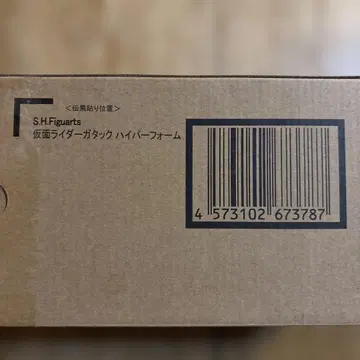 <伝票貼り位置>
S.H.Figuarts
仮面ライダーガタック ハイパーフォーム
4 573102 673787